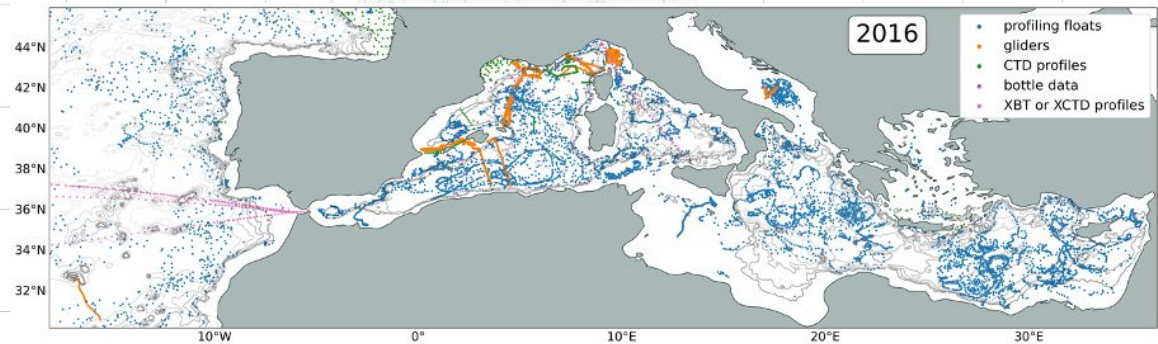 2016
profiling floats
gliders
CTD profiles
bottle data
XBT or XCTD profiles
44°N
42°N
40°N
38°N
36°N
34°N
32°N
10°W
0°
10°E
20°E
30°E